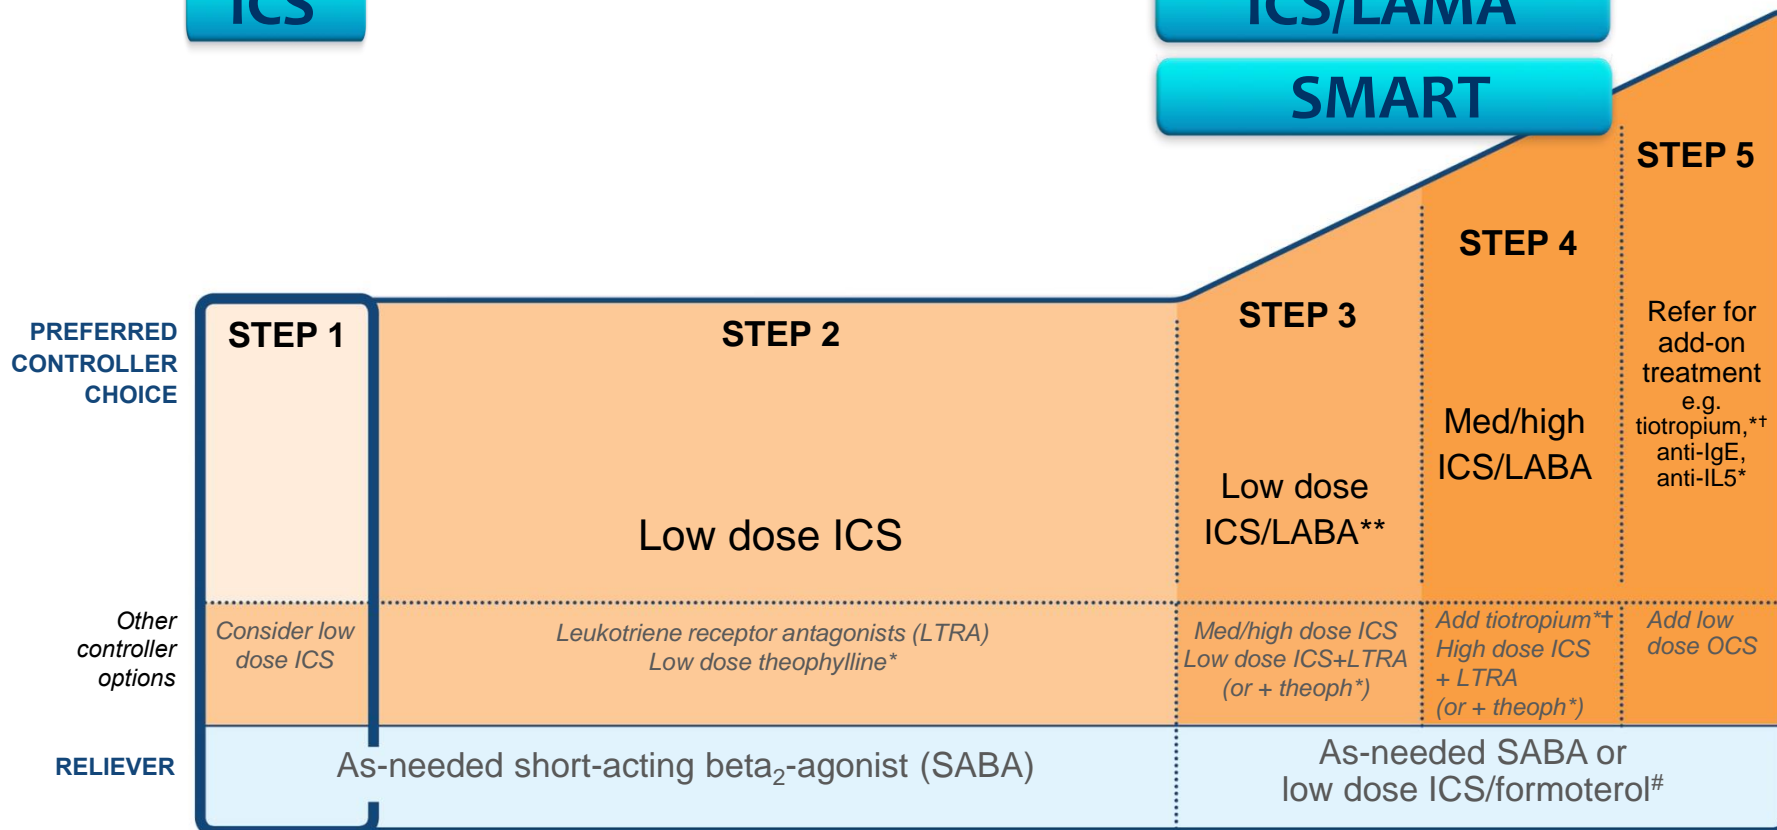 ICS
ICS/LAMA
SMART
STEP 5
STEP 4
STEP 3
STEP 1
STEP 2
PREFERRED
CONTROLLER
CHOICE
Refer for
add-on
treatment
e.g.
tiotropium,*†
anti-IgE,
anti-IL5*
Med/high
ICS/LABA
Low dose
ICS/LABA**
Low dose ICS
Other
controller
options
Consider low
dose ICS
Leukotriene receptor antagonists (LTRA)
Low dose theophylline*
Med/high dose ICS
Low dose ICS+LTRA
(or + theoph*)
Add tiotropium*†
High dose ICS
+ LTRA
(or + theoph*)
Add low
dose OCS
RELIEVER
As-needed short-acting beta2-agonist (SABA)
As-needed SABA or
low dose ICS/formoterol#